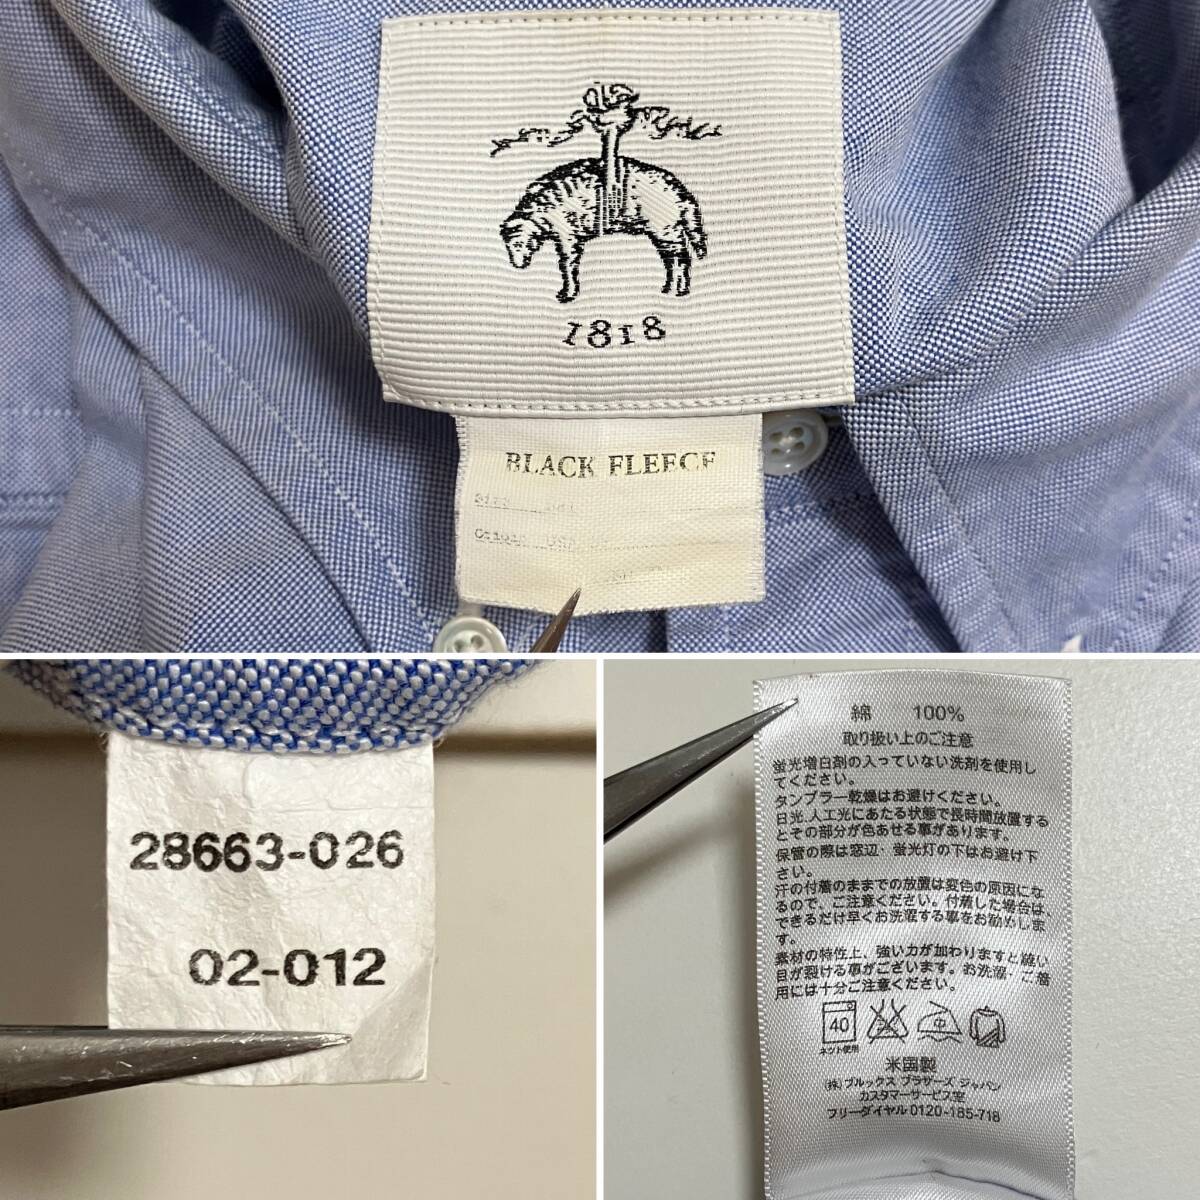 1818
BLACK FLEECE
28663-026
02-012
綿 100%
取り扱い上のご注意
蛍光増白剤の入っていない洗剤を使用し
てください。
タンブラー乾燥はお避けください。
日光、人工光にあたる状態で長時間放置する
とその部分が色あせる事があります。
保管の際は窓辺・蛍光灯の下はお避け下
さい。
汗の付着のままでの放置は変色の原因にな
るので、ご注意ください。付着した場合は、
できるだけ早くお洗濯する事をお勧めしま
す。
素材の特性上、強い力が加わりますと縫い
目が裂ける事がございます。お洗濯、ご着
用には十分ご注意ください。
40
中
ネット使用
米国製
(株)ブルックス ブラザーズ ジャパン
カスタマーサービス室
フリーダイヤル0120-185-718